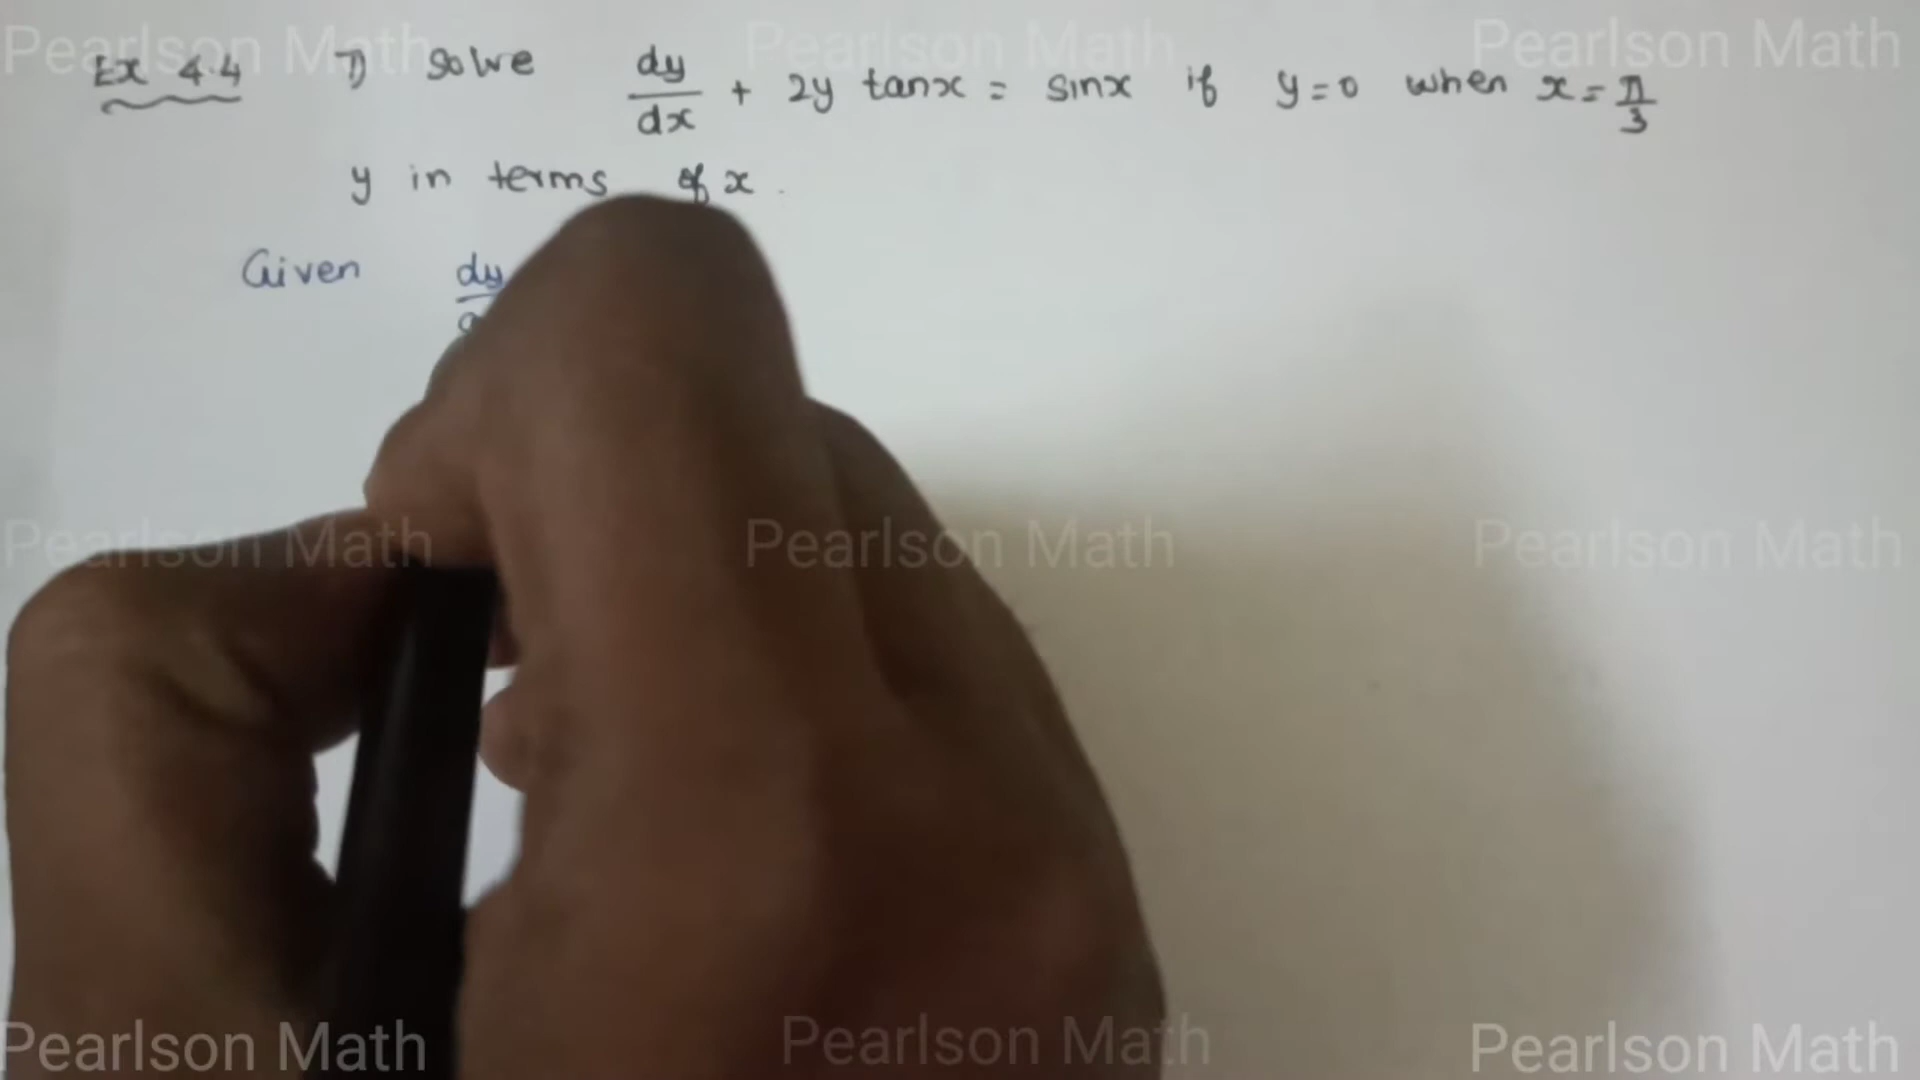 Pearlson Math Pearlson Math Pearlson Math
Ex 4.4 7) Solve dy/dx + 2y tanx = sinx if y=0 when x=π/3
y in terms of x.
Given dy
Pearlson Math Pearlson Math Pearlson Math
Pearlson Math Pearlson Math Pearlson Math